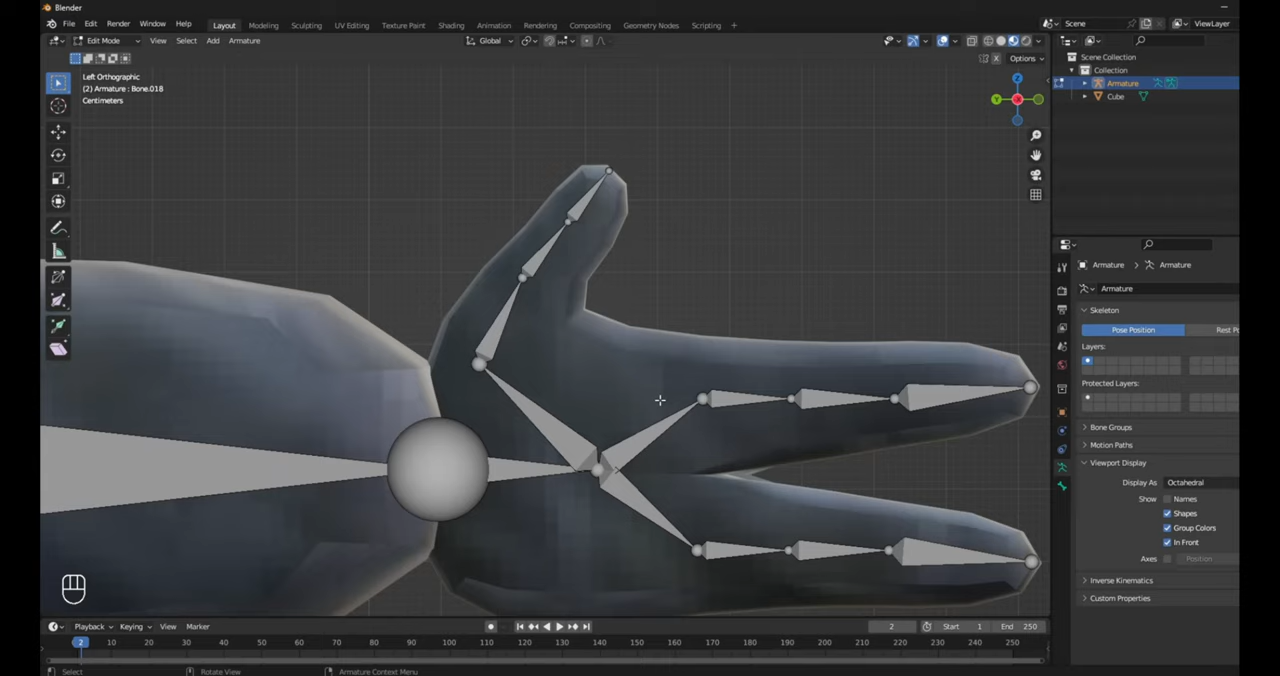 Blender
File Edit Render Window Help Layout Modeling Sculpting UV Editing Texture Paint Shading Animation Rendering Compositing Geometry Nodes Scripting + Scene ViewLayer
Edit Mode View Select Add Armature Global
Options
Left Orthographic
(2) Armature : Bone.018
Centimeters
Z
Y
X
Scene Collection
Collection
Armature
Cube
Armature Armature
Armature
Skeleton
Pose Position Rest Po
Layers:
Protected Layers:
Bone Groups
Motion Paths
Viewport Display
Display As Octahedral
Show Names
Shapes
Group Colors
In Front
Axes Position
Inverse Kinematics
Custom Properties
Playback Keying View Marker 2 Start 1 End 250
2 10 20 30 40 50 60 70 80 90 100 110 120 130 140 150 160 170 180 190 200 210 220 230 240 250
Select Rotate View Armature Context Menu